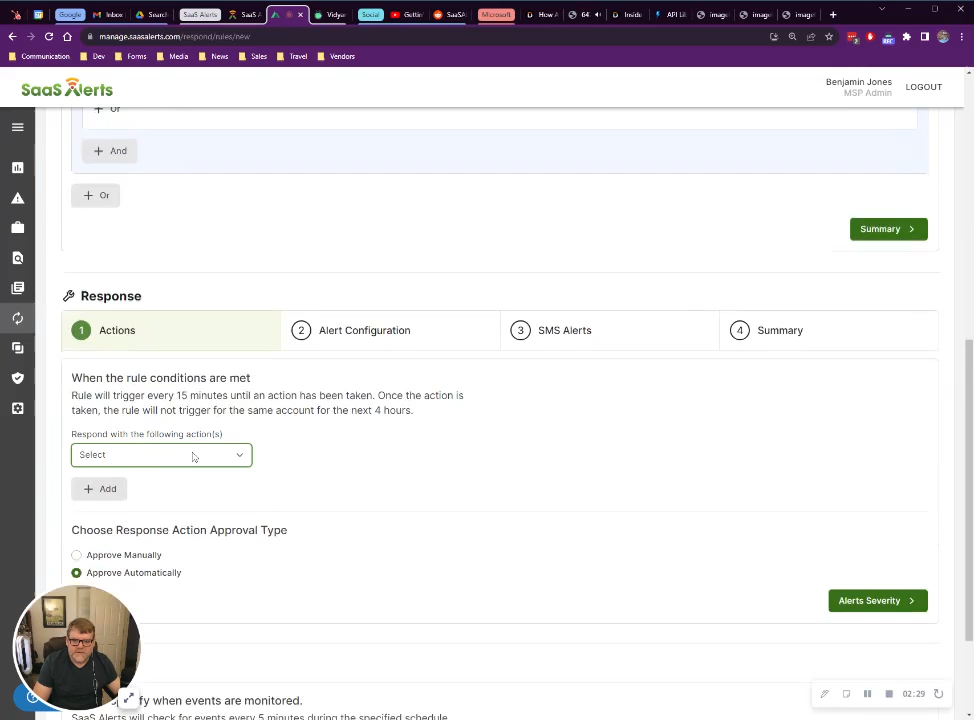 Google
Inbox
Search
SaaS Alerts
SaaS A
Vidyar
Social
Gettin
SaaSA
Microsoft
How A
64
Inside
API Li
image
image
image
manage.saasalerts.com/respond/rules/new
Communication
Dev
Forms
Media
News
Sales
Travel
Vendors
SaaS Alerts
Benjamin Jones
MSP Admin
LOGOUT
+ Or
+ And
+ Or
Summary >
Response
1 Actions
2 Alert Configuration
3 SMS Alerts
4 Summary
When the rule conditions are met
Rule will trigger every 15 minutes until an action has been taken. Once the action is
taken, the rule will not trigger for the same account for the next 4 hours.
Respond with the following action(s)
Select
+ Add
Choose Response Action Approval Type
Approve Manually
Approve Automatically
Alerts Severity >
fy when events are monitored.
SaaS Alerts will check for events every 5 minutes during the specified schedule
02:29